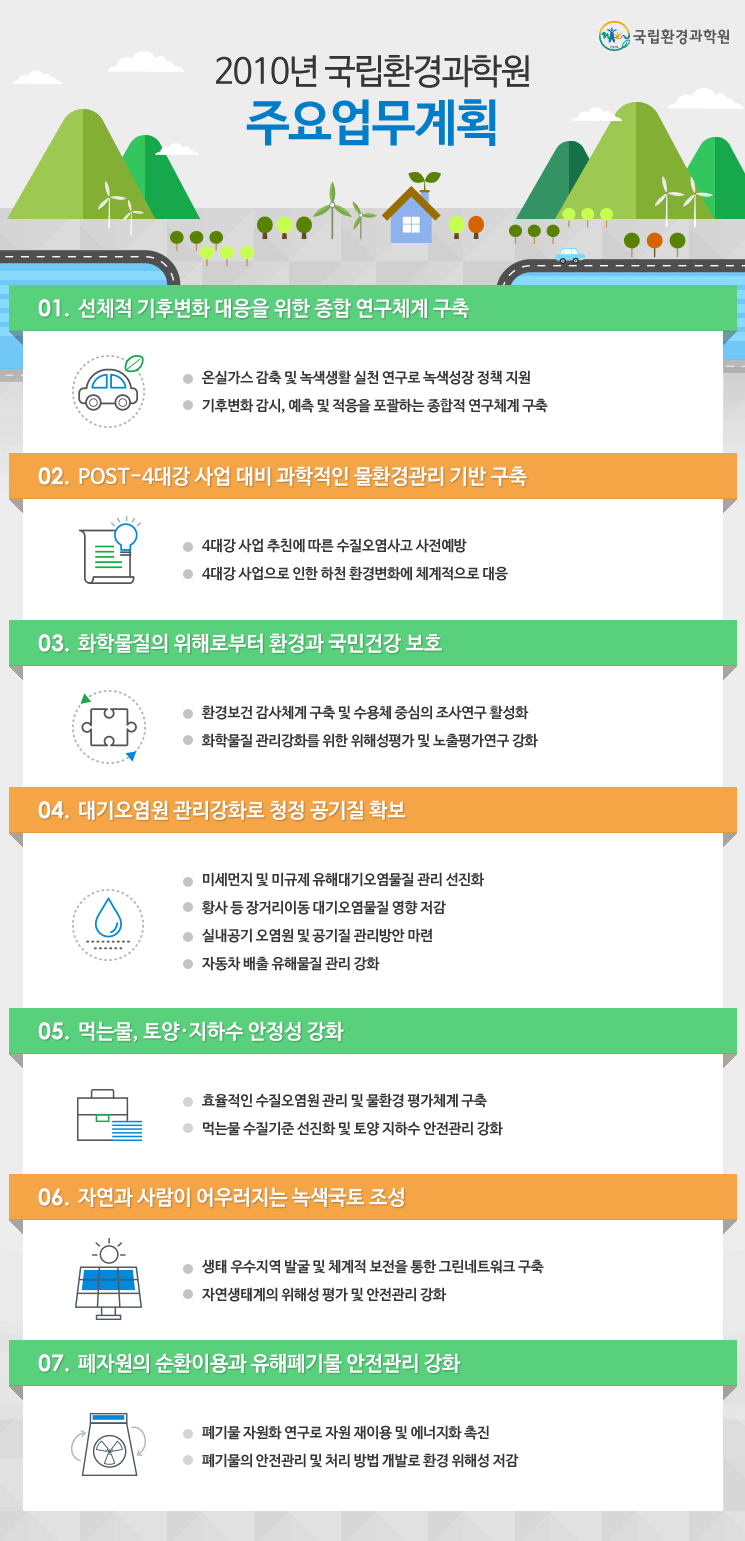 국립환경과학원
2010년 국립환경과학원
주요업무계획
01. 선체적 기후변화 대응을 위한 종합 연구체계 구축
온실가스 감축 및 녹색생활 실천 연구로 녹색성장 정책 지원
기후변화 감시, 예측 및 적응을 포괄하는 종합적 연구체계 구축
02. POST-4대강 사업 대비 과학적인 물환경관리 기반 구축
4대강 사업 추진에 따른 수질오염사고 사전예방
4대강 사업으로 인한 하천 환경변화에 체계적으로 대응
03. 화학물질의 위해로부터 환경과 국민건강 보호
환경보건 감사체계 구축 및 수용체 중심의 조사연구 활성화
화학물질 관리강화를 위한 위해성평가 및 노출평가연구 강화
04. 대기오염원 관리강화로 청정 공기질 확보
미세먼지 및 미규제 유해대기오염물질 관리 선진화
황사 등 장거리이동 대기오염물질 영향 저감
실내공기 오염원 및 공기질 관리방안 마련
자동차 배출 유해물질 관리 강화
05. 먹는물, 토양·지하수 안정성 강화
효율적인 수질오염원 관리 및 물환경 평가체계 구축
먹는물 수질기준 선진화 및 토양 지하수 안전관리 강화
06. 자연과 사람이 어우러지는 녹색국토 조성
생태 우수지역 발굴 및 체계적 보전을 통한 그린네트워크 구축
자연생태계의 위해성 평가 및 안전관리 강화
07. 폐자원의 순환이용과 유해폐기물 안전관리 강화
폐기물 자원화 연구로 자원 재이용 및 에너지화 촉진
폐기물의 안전관리 및 처리 방법 개발로 환경 위해성 저감